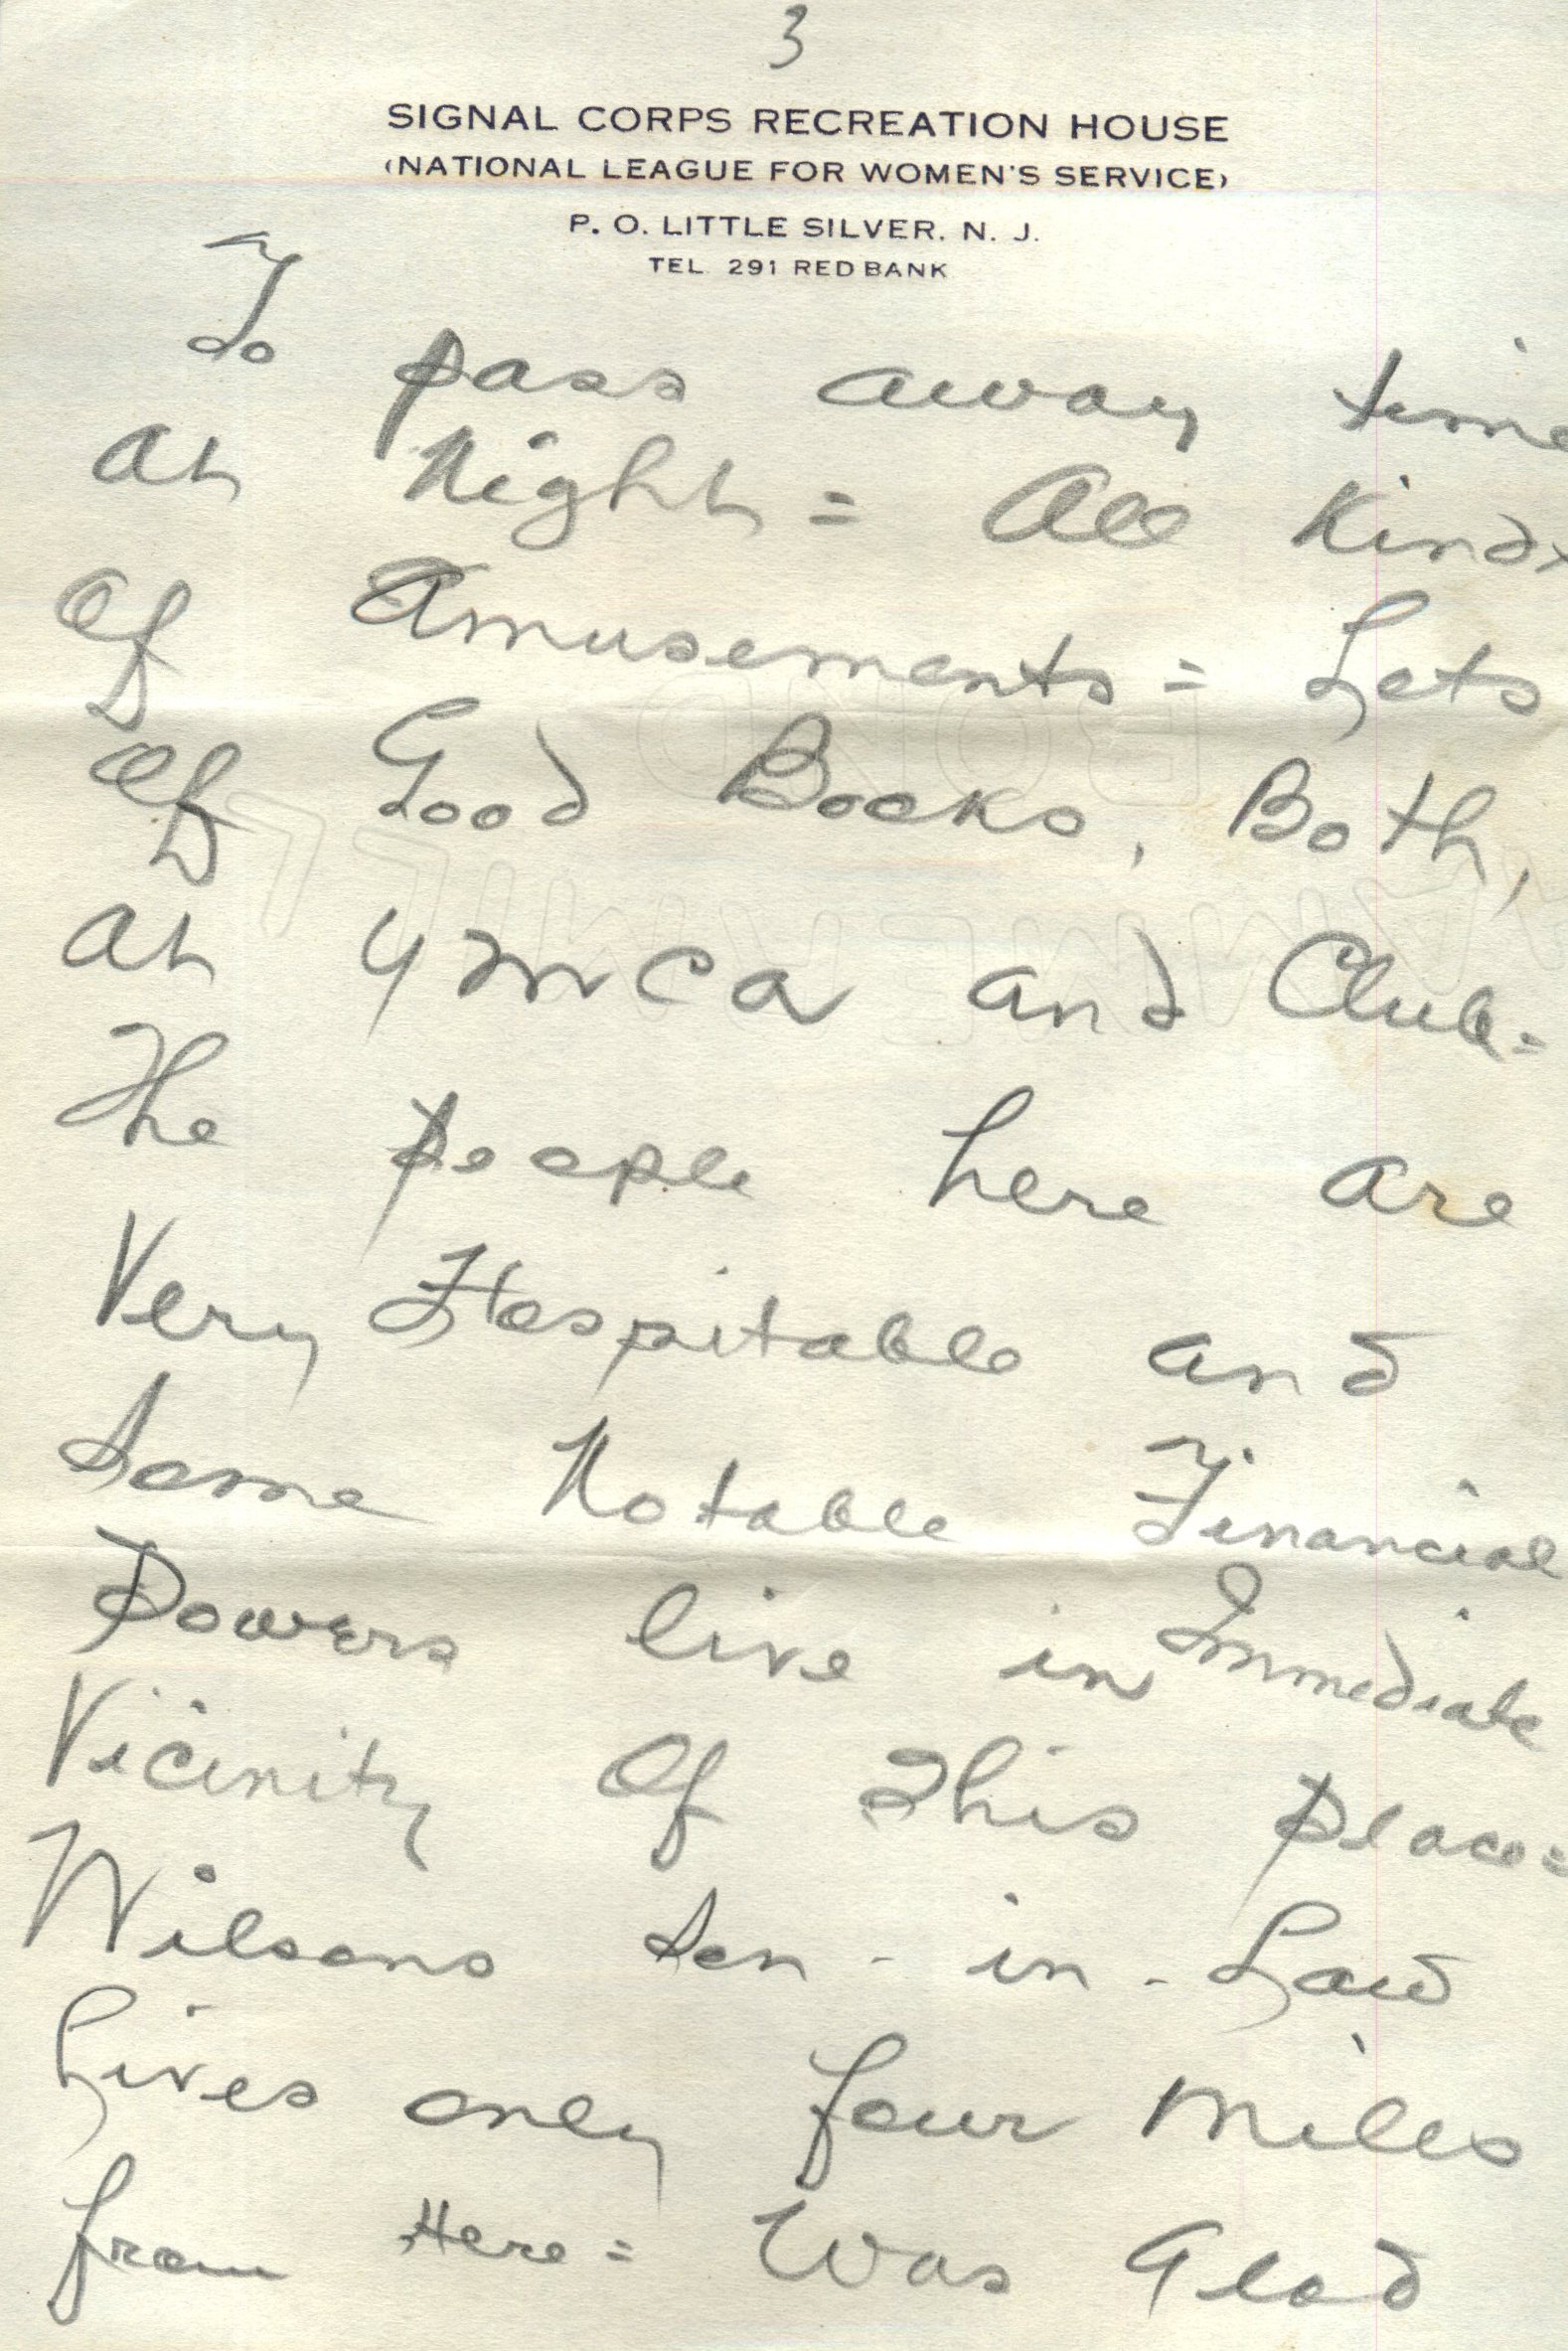 3
SIGNAL CORPS RECREATION HOUSE
(NATIONAL LEAGUE FOR WOMEN'S SERVICE)
P. O. LITTLE SILVER, N. J.
TEL. 291 RED BANK
To pass away time
at Night = All Kinds
of Amusements = Lots
of Good Books, Both,
at YMCA and Club =
The people here are
Very Hospitable and
Some Notable Financial
Powers live in Immediate
Vicinity Of This place =
Wilsons Son-in-Law
Lives only four miles
from Here = Was Glad